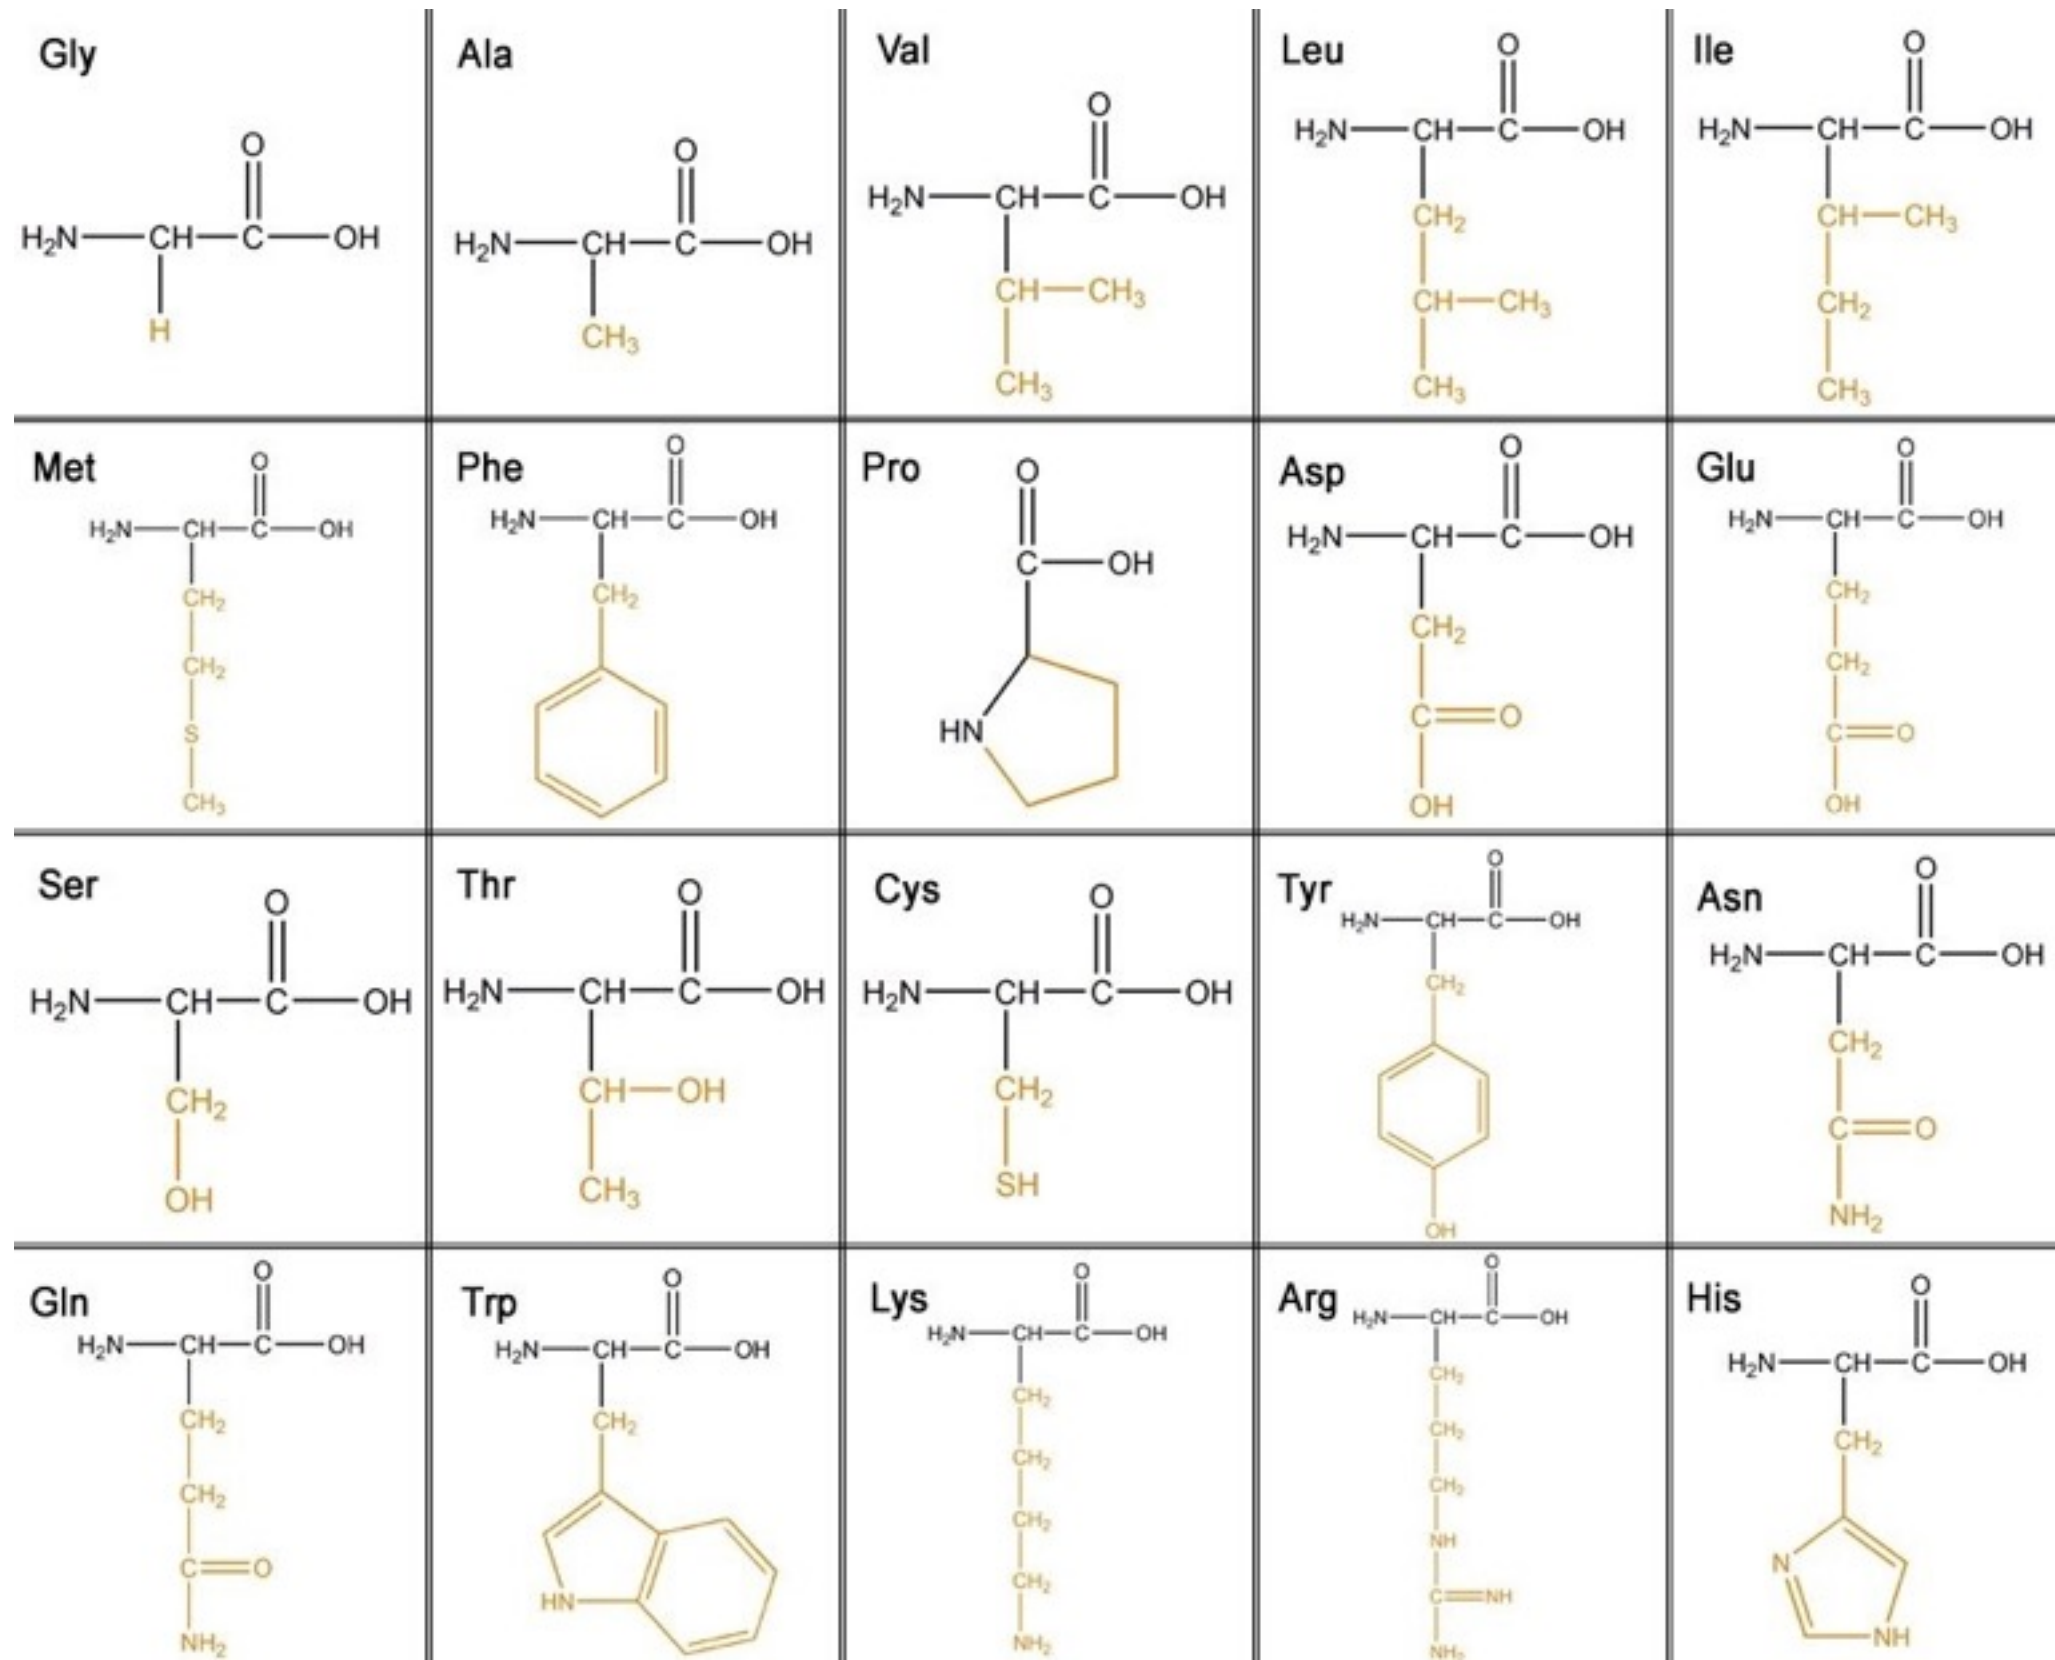 Gly
O
H₂N CH C OH
H
Ala
O
H₂N CH C OH
CH₃
Val
O
H₂N CH C OH
CH CH₃
CH₃
Leu
O
H₂N CH C OH
CH₂
CH CH₃
CH₃
Ile
O
H₂N CH C OH
CH CH₃
CH₂
CH₃
Met
O
H₂N CH C OH
CH₂
CH₂
S
CH₃
Phe
O
H₂N CH C OH
CH₂
Pro
O
C OH
HN
Asp
O
H₂N CH C OH
CH₂
C O
OH
Glu
O
H₂N CH C OH
CH₂
CH₂
C O
OH
Ser
O
H₂N CH C OH
CH₂
OH
Thr
O
H₂N CH C OH
CH OH
CH₃
Cys
O
H₂N CH C OH
CH₂
SH
Tyr
O
H₂N CH C OH
CH₂
OH
Asn
O
H₂N CH C OH
CH₂
C O
NH₂
Gln
O
H₂N CH C OH
CH₂
CH₂
C O
NH₂
Trp
O
H₂N CH C OH
CH₂
HN
Lys
O
H₂N CH C OH
CH₂
CH₂
CH₂
CH₂
NH₂
Arg
O
H₂N CH C OH
CH₂
CH₂
CH₂
NH
C NH
NH₂
His
O
H₂N CH C OH
CH₂
N
NH